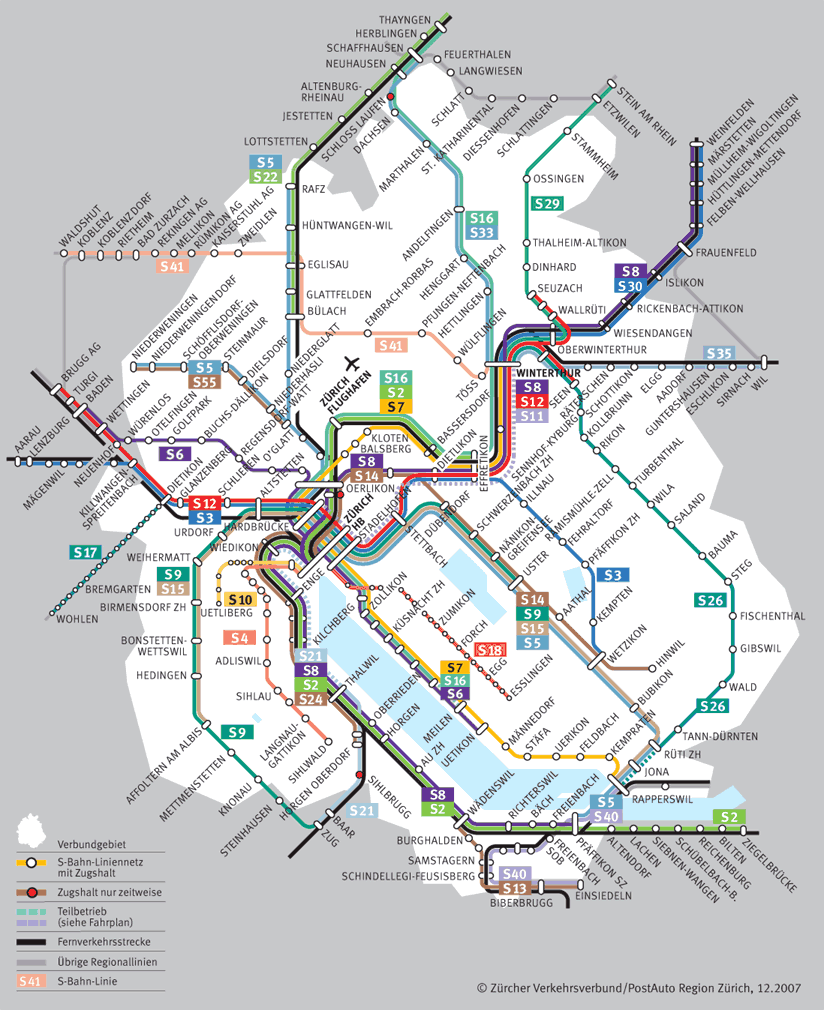 THAYNGEN
HERBLINGEN
SCHAFFHAUSEN
NEUHAUSEN
FEUERTHALEN
LANGWIESEN
ALTENBURG-
RHEINAU
JESTETTEN
LOTTSTETTEN
SCHLOSS LAUFEN
DACHSEN
SCHLATT
ST. KATHARINENTAL
DIESSENHOFEN
SCHLATTINGEN
STEIN AM RHEIN
ETZWILEN
STAMMHEIM
MARTHALEN
OSSINGEN
WEINFELDEN
MÄRSTETTEN
MÜLHEIM-WIGOLTINGEN
HÜTTLINGEN-METTENDORF
FELBEN-WELLHAUSEN
S5
S22
RAFZ
S29
S16
S33
ANDELFINGEN
HÜNTWANGEN-WIL
THALHEIM-ALTIKON
FRAUENFELD
WALDSHUT
KOBLENZ
KOBLENZ DORF
RIETHEIM
BAD ZURZACH
REKINGEN AG
MELLIKON
RÜMIKON AG
KAISERSTUHL AG
ZWEIDLEN
S41
EGLISAU
HENGGART
DINHARD
S8
S30
ISLIKON
GLATTFELDEN
BÜLACH
EMBRACH-RORBAS
PFUNGEN-NEFTENBACH
HETTLINGEN
SEUZACH
WALLRÜTI
RICKENBACH-ATTIKON
WIESENDANGEN
NIEDERWENINGEN
NIEDERWENINGEN DORF
SCHÖFFLISDORF-
OBERWENINGEN
STEINMAUR
S41
WÜLFLINGEN
OBERWINTERTHUR
S35
S5
S55
DIELSDORF
NIEDERGLATT
NIEDERHASLI
ZÜRICH
FLUGHAFEN
S16
S2
S7
TÖSS
WINTERTHUR
S8
S12
S11
SEEN
RÄTERSCHEN
SCHOTTIKON
ELGG
AADORF
GUNTERSHAUSEN
ESCHLIKON
SIRNACH
WIL
BRUGG AG
TURGI
BADEN
WETTINGEN
WÜRENLOS
OTELFINGEN
GOLFPARK
BUCHS-DÄLLIKON
REGENSDORF-WATT
O'GLATT
KLOTEN
BALSBERG
BASSERSDORF
DIETLIKON
EFFRETIKON
KOLLBRUNN
RIKON
AARAU
LENZBURG
MÄGENWIL
NEUENHOF
KILLWANGEN-
SPREITENBACH
S6
DIETIKON
GLANZENBERG
SCHLIEREN
ALTSTETTEN
S8
S14
OERLIKON
SENNHOF-KYBURG
TURBENTHAL
WILA
SALAND
BAUMA
STEG
S12
S3
URDORF
HARDBRÜCKE
ZÜRICH
HB
STADELHOFEN
STETTBACH
DÜBENDORF
SCHWERZENBACH ZH
NÄNIKON-
GREIFENSEE
USTER
ILLNAU
FEHRALTORF
PFÄFFIKON ZH
KEMPTEN
S3
S17
WEIHERMATT
WIEDIKON
S9
S15
BREMGARTEN
BIRMENSDORF ZH
WOHLEN
UETLIBERG
S10
ENGE
KILCHBERG
ZOLLIKON
KÜSNACHT ZH
ZUMIKON
FORCH
S18
EGG
ESSLINGEN
S14
S9
S15
S5
AATHAL
WETZIKON
HINWIL
S26
FISCHENTHAL
GIBSWIL
WALD
S26
BONSTETTEN-
WETTSWIL
HEDINGEN
S4
ADLISWIL
SIHLAU
S21
S8
S2
S24
THALWIL
OBERRIEDEN
HORGEN
S7
S16
S6
MEILEN
UETIKON
MÄNNEDORF
STÄFA
UERIKON
FELDBACH
KEMPRATEN
BUBIKON
TANN-DÜRNTEN
RÜTI ZH
JONA
RAPPERSWIL
AFFOLTERN AM ALBIS
S9
METTMENSTETTEN
KNONAU
STEINHAUSEN
LANGNAU-
GATTIKON
SIHLWALD
HORGEN OBERDORF
SIHLBRUGG
S21
BAAR
ZUG
AU ZH
S8
S2
WÄDENSWIL
RICHTERSWIL
BÄCH
FREIENBACH
S5
S40
S2
BURGHALDEN
SAMSTAGERN
SCHINDELLEGI-FEUSISBERG
FREIENBACH
SOB
PFÄFFIKON SZ
ALTENDORF
LACHEN
SIEBNEN-WANGEN
SCHÜBELBACH-B.
REICHENBURG
BILTEN
ZIEGELBRÜCKE
S40
S13
BIBERBRUGG
EINSIEDELN
Verbundgebiet
S-Bahn-Liniennetz
mit Zugshalt
Zugshalt nur zeitweise
Teilbetrieb
(siehe Fahrplan)
Fernverkehrsstrecke
Übrige Regionallinien
S41
S-Bahn-Linie
© Zürcher Verkehrsverbund/PostAuto Region Zürich, 12.2007